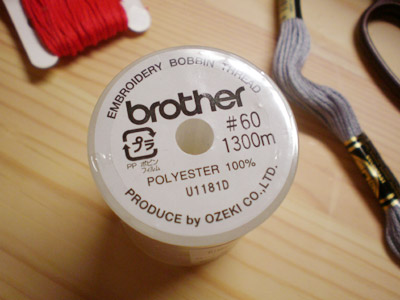 EMBROIDERY BOBBIN THREAD
brother
#60
1300m
プラ
PP ボビン
フィルム
POLYESTER 100%
U1181D
PRODUCE by OZEKI CO.,LTD.